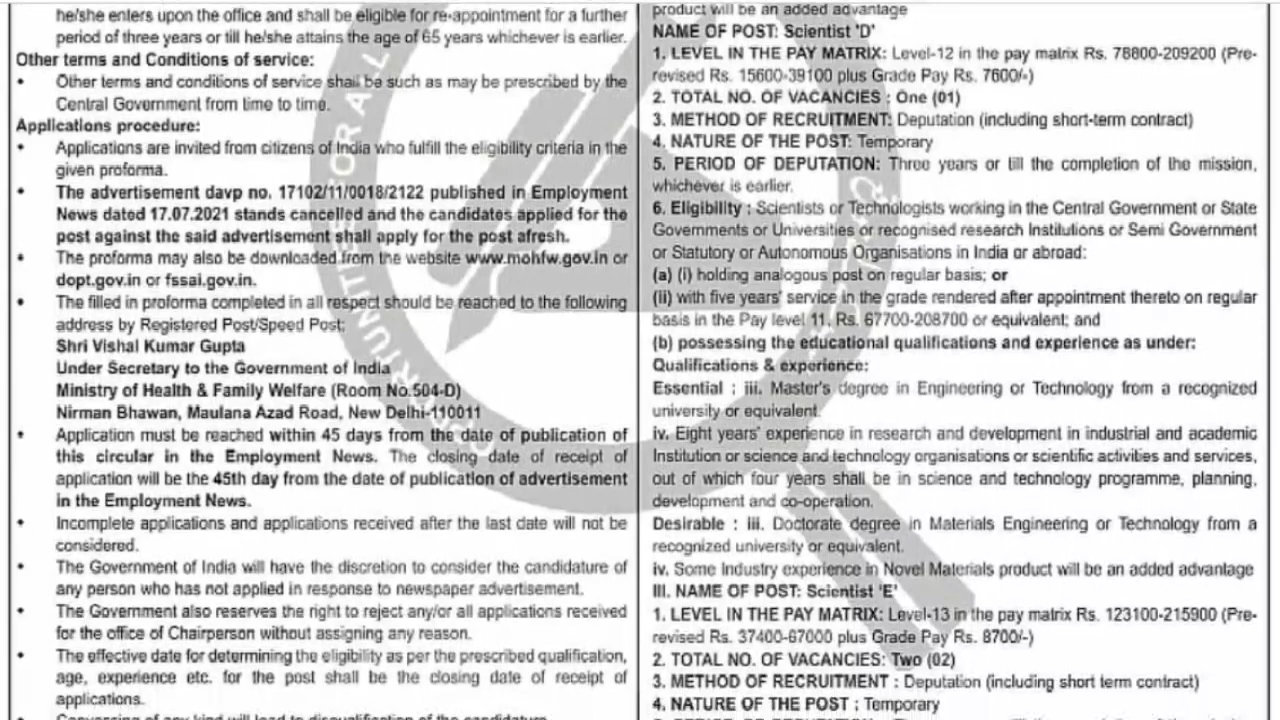 he/she enters upon the office and shall be eligible for re-appointment for a further
period of three years or till he/she attains the age of 65 years whichever is earlier.
Other terms and Conditions of service:
• Other terms and conditions of service shall be such as may be prescribed by the
Central Government from time to time.
Applications procedure:
• Applications are invited from citizens of India who fulfill the eligibility criteria in the
given proforma.
• The advertisement davp no. 17102/11/0018/2122 published in Employment
News dated 17.07.2021 stands cancelled and the candidates applied for the
post against the said advertisement shall apply for the post afresh.
• The proforma may also be downloaded from the website www.mohfw.gov.in or
dopt.gov.in or fssai.gov.in.
• The filled in proforma completed in all respect should be reached to the following
address by Registered Post/Speed Post:
Shri Vishal Kumar Gupta
Under Secretary to the Government of India
Ministry of Health & Family Welfare (Room No.504-D)
Nirman Bhawan, Maulana Azad Road, New Delhi-110011
• Application must be reached within 45 days from the date of publication of
this circular in the Employment News. The closing date of receipt of
application will be the 45th day from the date of publication of advertisement
in the Employment News.
• Incomplete applications and applications received after the last date will not be
considered.
• The Government of India will have the discretion to consider the candidature of
any person who has not applied in response to newspaper advertisement.
• The Government also reserves the right to reject any/or all applications received
for the office of Chairperson without assigning any reason.
• The effective date for determining the eligibility as per the prescribed qualification,
age, experience etc. for the post shall be the closing date of receipt of
applications.
• Canvassing of any kind will lead to disqualification of the candidature.
product will be an added advantage
NAME OF POST: Scientist 'D'
1. LEVEL IN THE PAY MATRIX: Level-12 in the pay matrix Rs. 78800-209200 (Pre-
revised Rs. 15600-39100 plus Grade Pay Rs. 7600/-)
2. TOTAL NO. OF VACANCIES : One (01)
3. METHOD OF RECRUITMENT: Deputation (including short-term contract)
4. NATURE OF THE POST: Temporary
5. PERIOD OF DEPUTATION: Three years or till the completion of the mission,
whichever is earlier.
6. Eligibility : Scientists or Technologists working in the Central Government or State
Governments or Universities or recognised research Institutions or Semi Government
or Statutory or Autonomous Organisations in India or abroad:
(a) (i) holding analogous post on regular basis; or
(ii) with five years' service in the grade rendered after appointment thereto on regular
basis in the Pay level 11, Rs. 67700-208700 or equivalent; and
(b) possessing the educational qualifications and experience as under:
Qualifications & experience:
Essential : iii. Master's degree in Engineering or Technology from a recognized
university or equivalent.
iv. Eight years' experience in research and development in industrial and academic
Institution or science and technology organisations or scientific activities and services,
out of which four years shall be in science and technology programme, planning,
development and co-operation.
Desirable : iii. Doctorate degree in Materials Engineering or Technology from a
recognized university or equivalent.
iv. Some Industry experience in Novel Materials product will be an added advantage
III. NAME OF POST: Scientist 'E'
1. LEVEL IN THE PAY MATRIX: Level-13 in the pay matrix Rs. 123100-215900 (Pre-
revised Rs. 37400-67000 plus Grade Pay Rs. 8700/-)
2. TOTAL NO. OF VACANCIES: Two (02)
3. METHOD OF RECRUITMENT : Deputation (including short term contract)
4. NATURE OF THE POST : Temporary